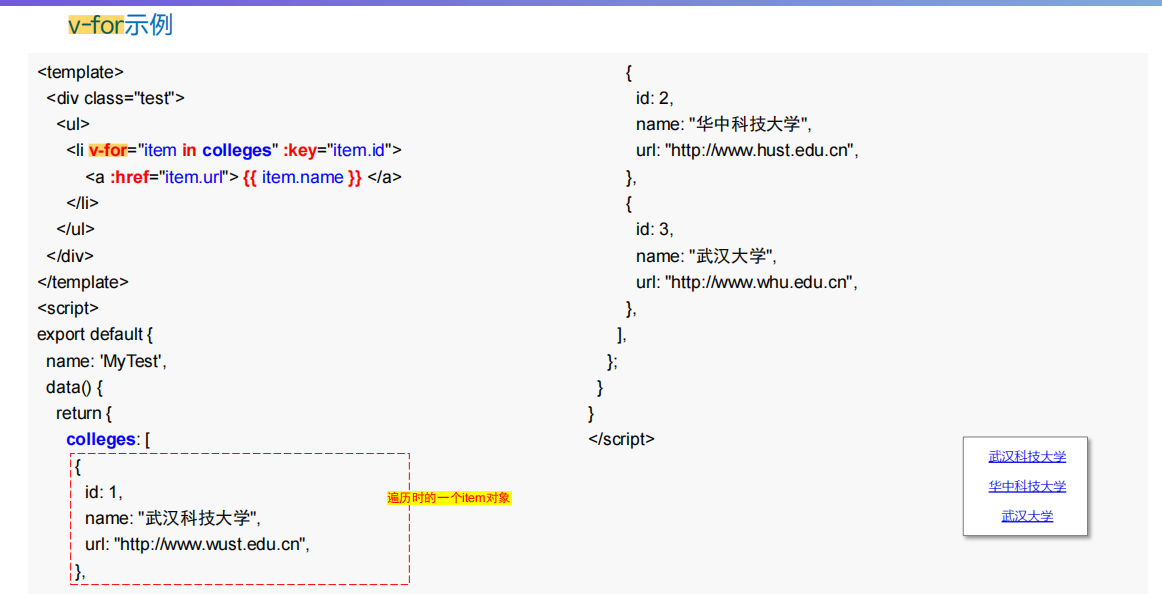 v-for示例
<template>
<div class="test">
<ul>
<li v-for="item in colleges" :key="item.id">
<a :href="item.url"> {{ item.name }} </a>
</li>
</ul>
</div>
</template>
<script>
export default {
name: 'MyTest',
data() {
return {
colleges: [
{
id: 1,
name: "武汉科技大学",
url: "http://www.wust.edu.cn",
},
遍历时的一个item对象
{
id: 2,
name: "华中科技大学",
url: "http://www.hust.edu.cn",
},
{
id: 3,
name: "武汉大学",
url: "http://www.whu.edu.cn",
},
],
};
}
}
</script>
武汉科技大学
华中科技大学
武汉大学